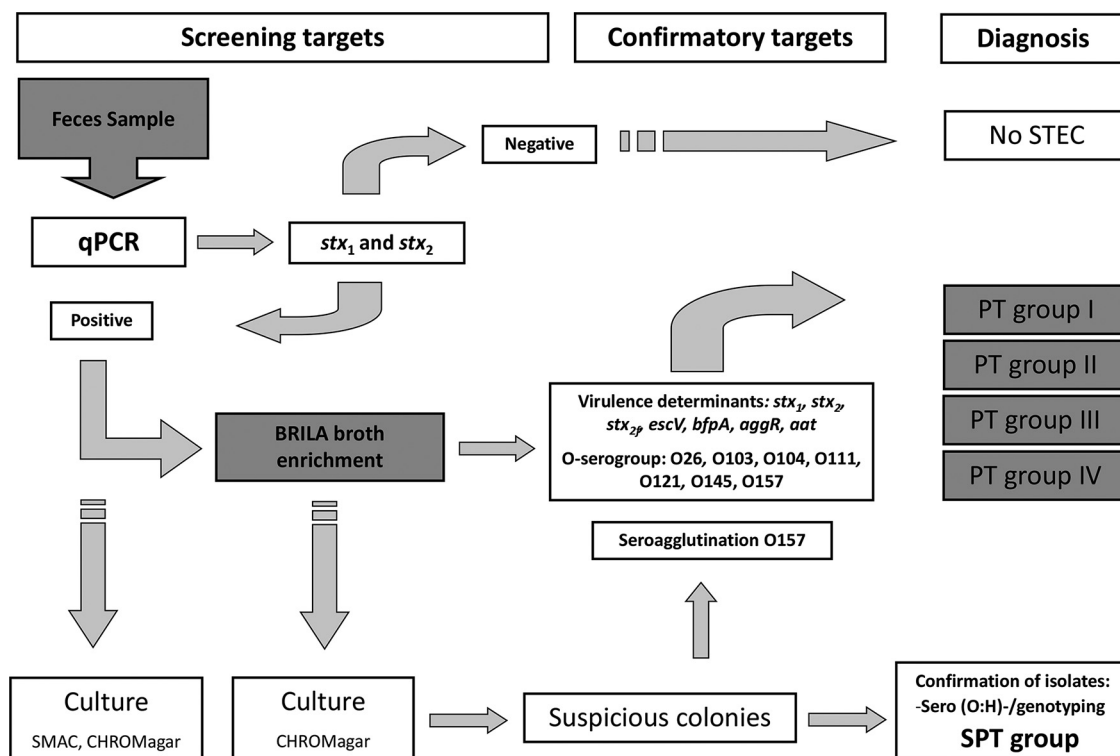 Screening targets
Confirmatory targets
Diagnosis
Feces Sample
Negative
No STEC
qPCR
stx1 and stx2
Positive
PT group I
PT group II
PT group III
PT group IV
BRILA broth
enrichment
Virulence determinants: stx1, stx2,
stx2f, escV, bfpA, aggR, aat
O-serogroup: O26, O103, O104, O111,
O121, O145, O157
Seroagglutination O157
Culture
SMAC, CHROMagar
Culture
CHROMagar
Suspicious colonies
Confirmation of isolates:
-Sero (O:H)-/genotyping
SPT group